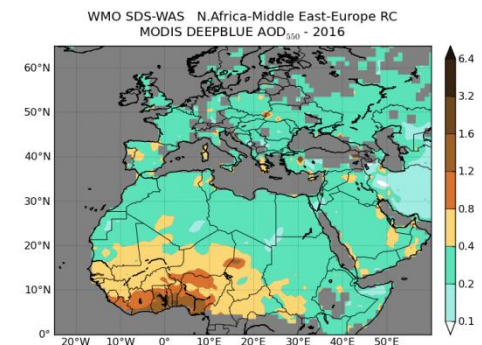 WMO SDS-WAS N.Africa-Middle East-Europe RC
MODIS DEEPBLUE AOD₅₅₀ - 2016
60°N
50°N
40°N
30°N
20°N
10°N
0°
20°W 10°W 0° 10°E 20°E 30°E 40°E 50°E
6.4
3.2
1.6
1.2
0.8
0.4
0.2
0.1